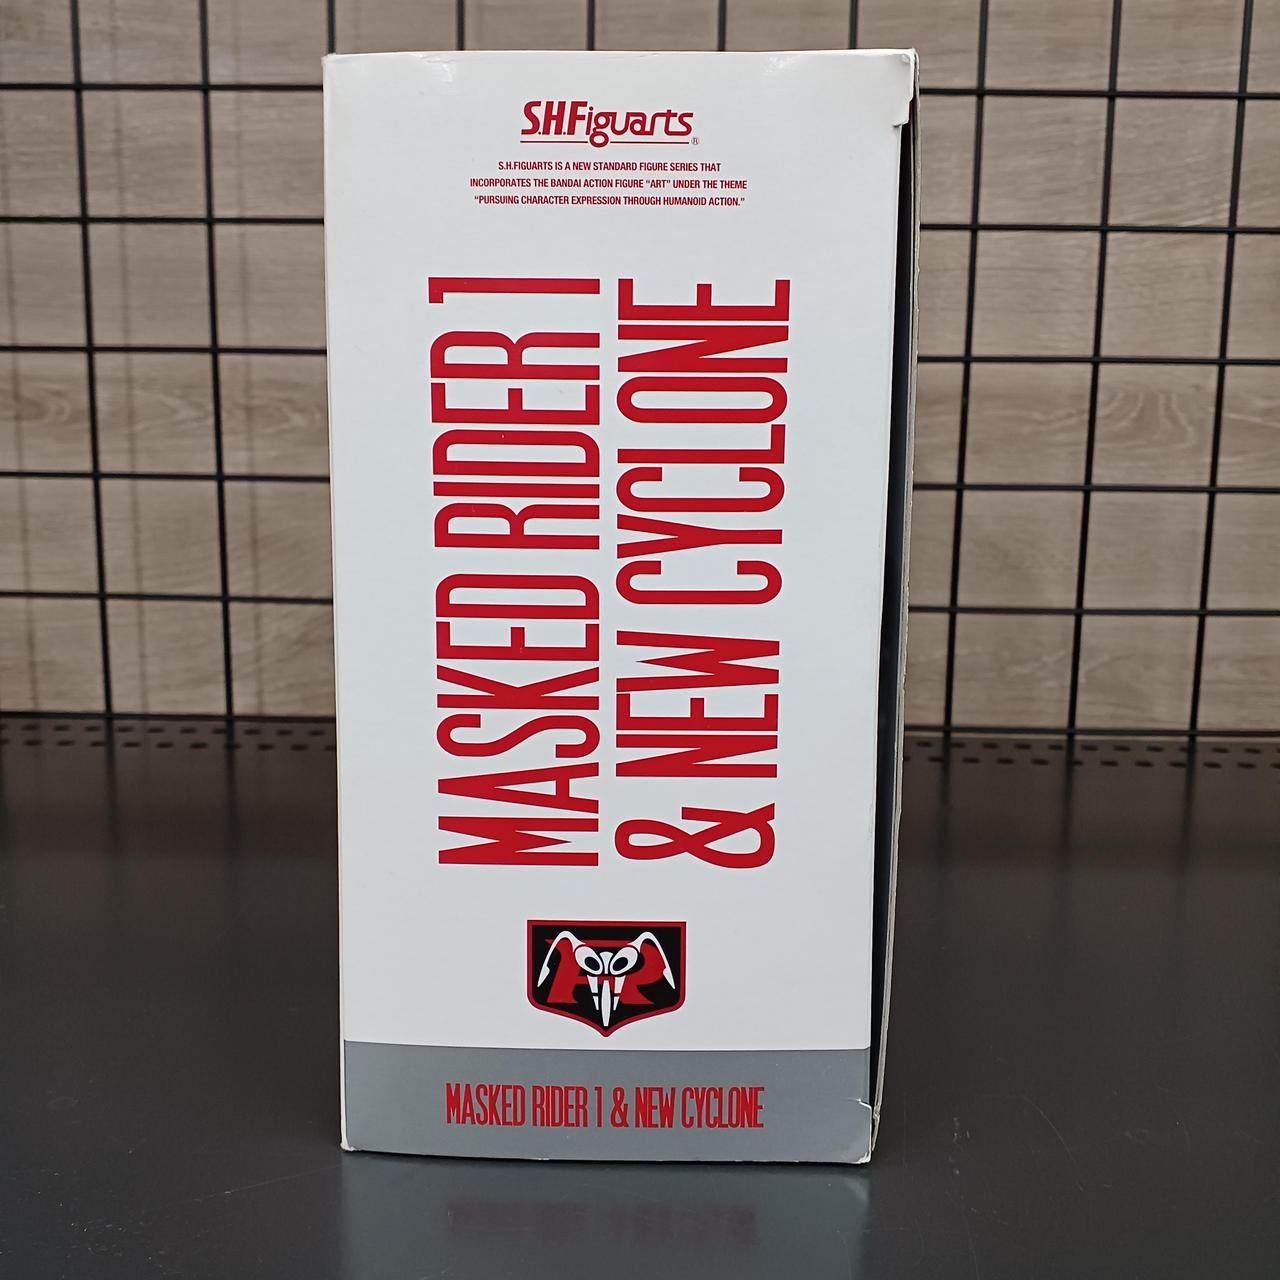 S.H.Figuarts®
S.H.FIGUARTS IS A NEW STANDARD FIGURE SERIES THAT
INCORPORATES THE BANDAI ACTION FIGURE “ART” UNDER THE THEME
“PURSUING CHARACTER EXPRESSION THROUGH HUMANOID ACTION.”
MASKED RIDER 1
& NEW CYCLONE
FR
MASKED RIDER 1 & NEW CYCLONE